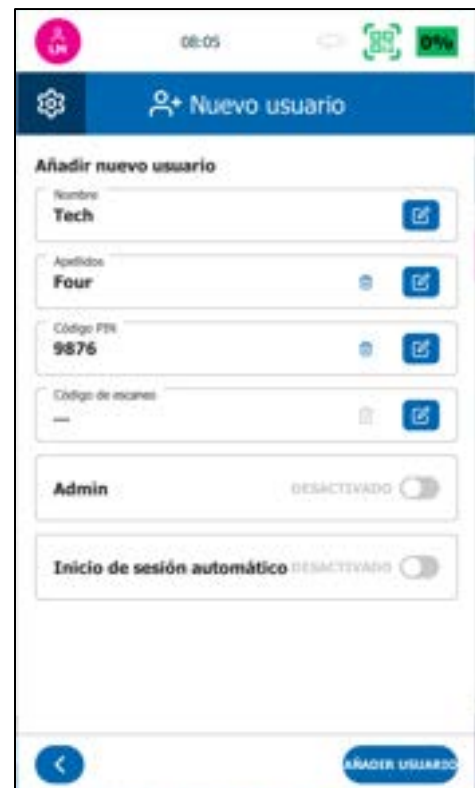 LM
08:05
0%
Nuevo usuario
Añadir nuevo usuario
Nombre
Tech
Apellidos
Four
Código PIN
9876
Código de escaneo
—
Admin DESACTIVADO
Inicio de sesión automático DESACTIVADO
AÑADIR USUARIO